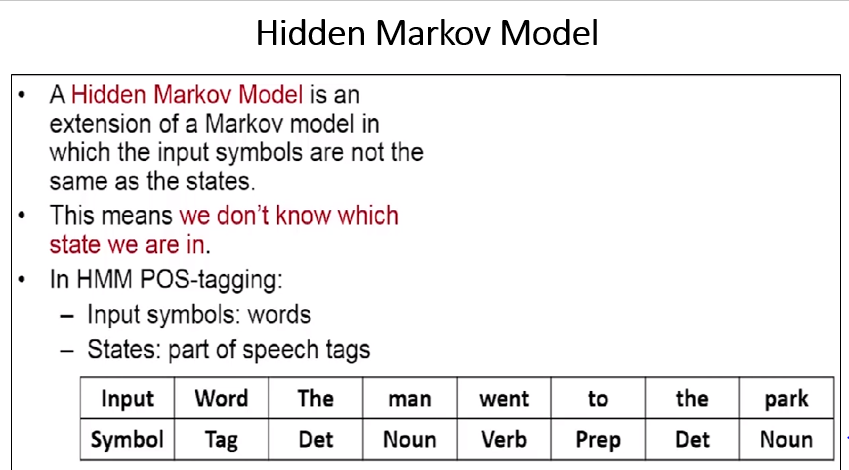 Hidden Markov Model
• A Hidden Markov Model is an
extension of a Markov model in
which the input symbols are not the
same as the states.
• This means we don't know which
state we are in.
• In HMM POS-tagging:
– Input symbols: words
– States: part of speech tags
Input Word The man went to the park
Symbol Tag Det Noun Verb Prep Det Noun